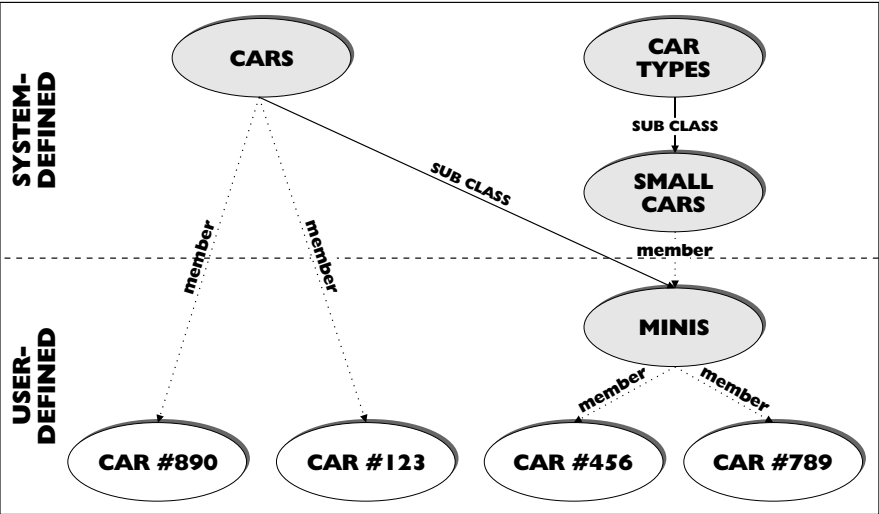 SYSTEM-
DEFINED
CARS
CAR
TYPES
SUB CLASS
SUB CLASS
SMALL
CARS
member
member
member
USER-
DEFINED
MINIS
member
member
CAR #890
CAR #123
CAR #456
CAR #789